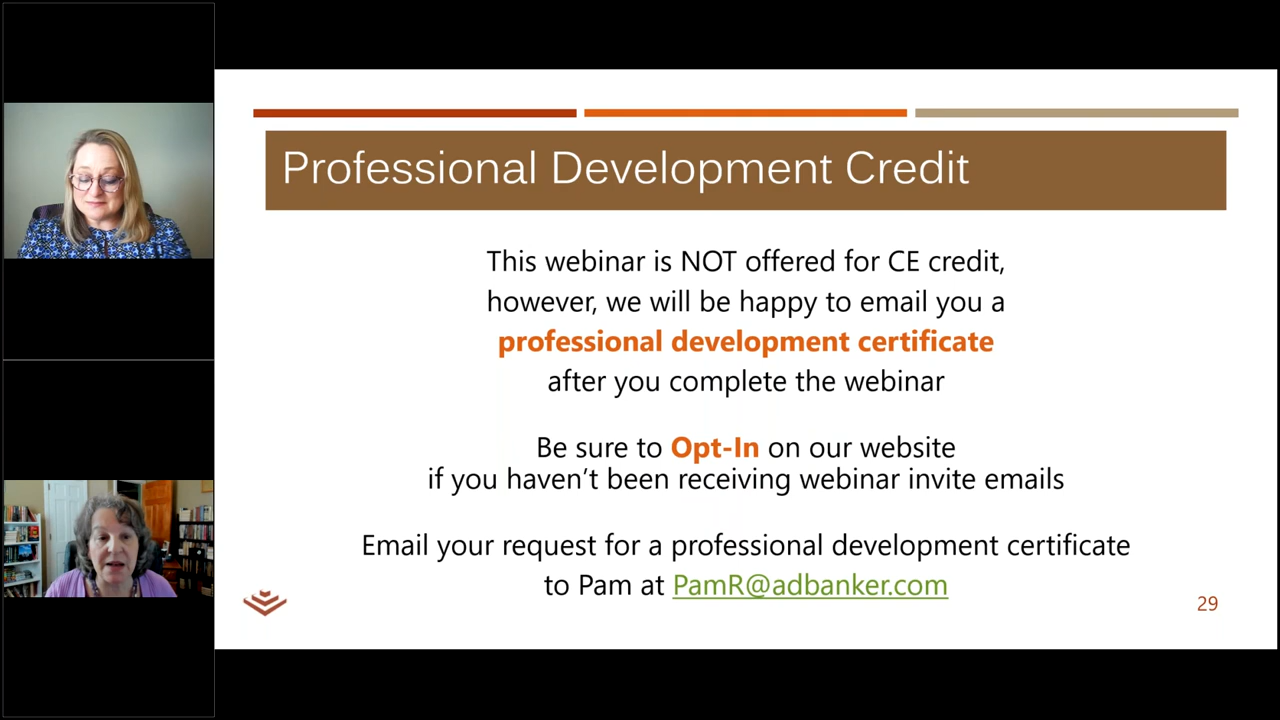 Professional Development Credit
This webinar is NOT offered for CE credit,
however, we will be happy to email you a
professional development certificate
after you complete the webinar
Be sure to Opt-In on our website
if you haven’t been receiving webinar invite emails
Email your request for a professional development certificate
to Pam at PamR@adbanker.com
29